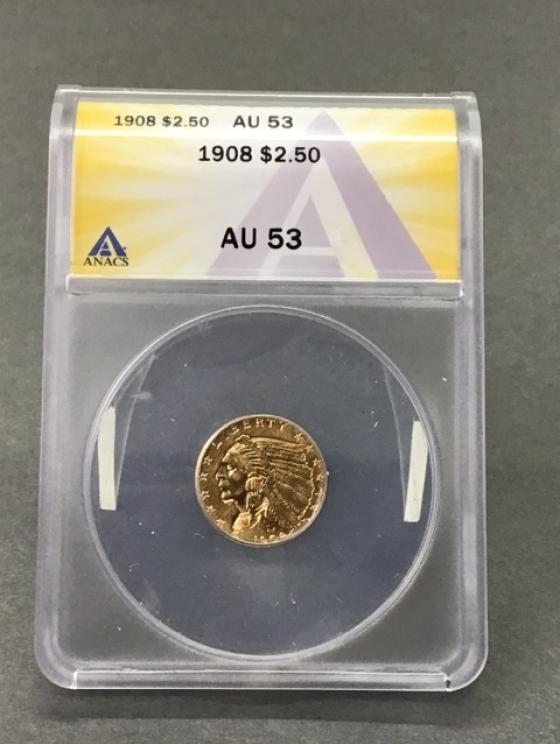 1908 $2.50 AU 53
1908 $2.50
AU 53
ANACS
LIBERTY